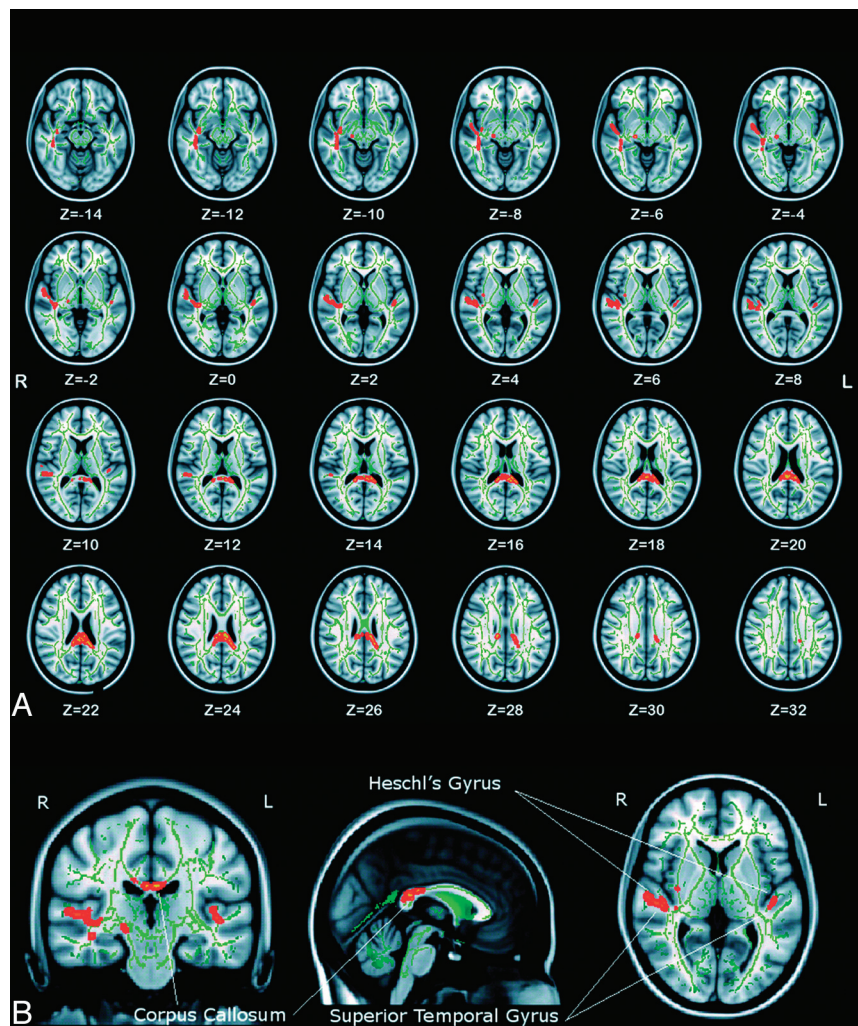 Z=-14 Z=-12 Z=-10 Z=-8 Z=-6 Z=-4
R Z=-2 Z=0 Z=2 Z=4 Z=6 Z=8 L
Z=10 Z=12 Z=14 Z=16 Z=18 Z=20
A Z=22 Z=24 Z=26 Z=28 Z=30 Z=32
Heschl's Gyrus
R L R L
B Corpus Callosum Superior Temporal Gyrus